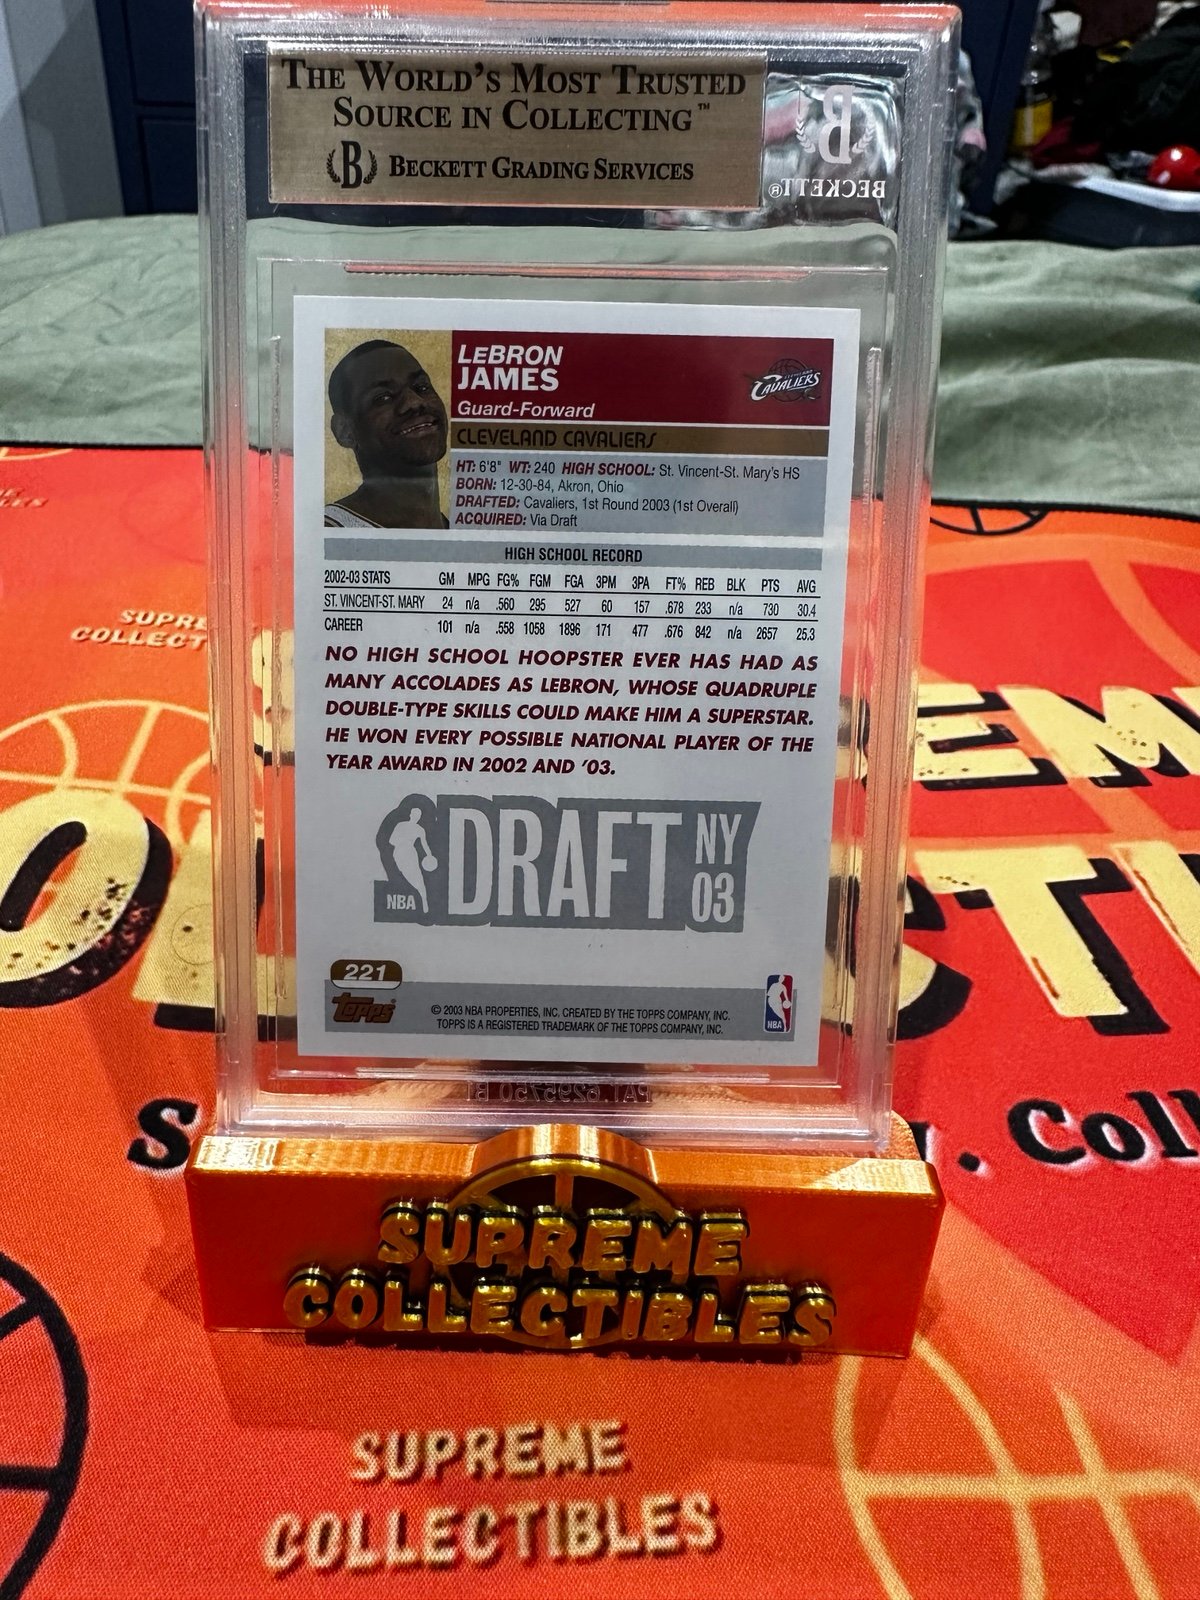 THE WORLD'S MOST TRUSTED
SOURCE IN COLLECTING™
B BECKETT GRADING SERVICES
B
BECKETT®
LEBRON
JAMES
Guard-Forward
CAVALIERS
CLEVELAND CAVALIERS
HT: 6'8" WT: 240 HIGH SCHOOL: St. Vincent-St. Mary's HS
BORN: 12-30-84, Akron, Ohio
DRAFTED: Cavaliers, 1st Round 2003 (1st Overall)
ACQUIRED: Via Draft
HIGH SCHOOL RECORD
2002-03 STATS GM MPG FG% FGM FGA 3PM 3PA FT% REB BLK PTS AVG
ST. VINCENT-ST. MARY 24 n/a .560 295 527 60 157 .678 233 n/a 730 30.4
CAREER 101 n/a .558 1058 1896 171 477 .676 842 n/a 2657 25.3
NO HIGH SCHOOL HOOPSTER EVER HAS HAD AS
MANY ACCOLADES AS LEBRON, WHOSE QUADRUPLE
DOUBLE-TYPE SKILLS COULD MAKE HIM A SUPERSTAR.
HE WON EVERY POSSIBLE NATIONAL PLAYER OF THE
YEAR AWARD IN 2002 AND '03.
NBA DRAFT NY 03
221
Topps®
© 2003 NBA PROPERTIES, INC. CREATED BY THE TOPPS COMPANY, INC.
TOPPS IS A REGISTERED TRADEMARK OF THE TOPPS COMPANY, INC.
NBA
SUPREME
COLLECTIBLES
SUPREME
COLLECTIBLES